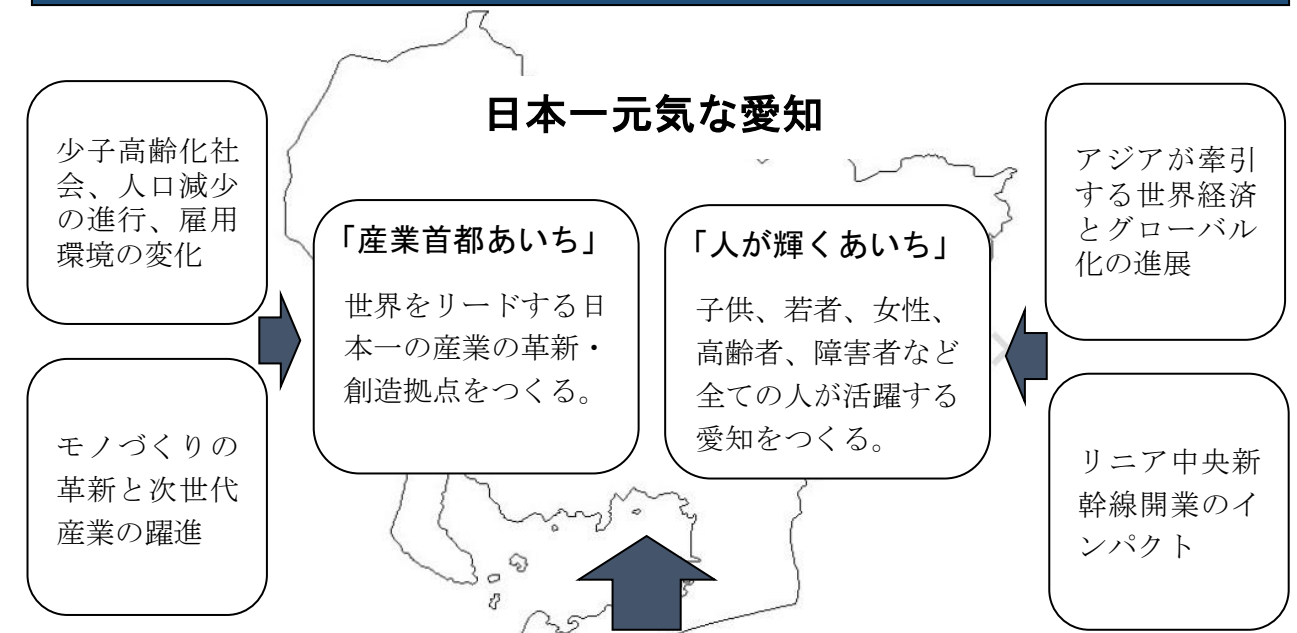 日本一元気な愛知
少子高齢化社
会、人口減少
の進行、雇用
環境の変化
モノづくりの
革新と次世代
産業の躍進
「産業首都あいち」
世界をリードする日
本一の産業の革新・
創造拠点をつくる。
「人が輝くあいち」
子供、若者、女性、
高齢者、障害者など
全ての人が活躍する
愛知をつくる。
アジアが牽引
する世界経済
とグローバル
化の進展
リニア中央新
幹線開業のイ
ンパクト